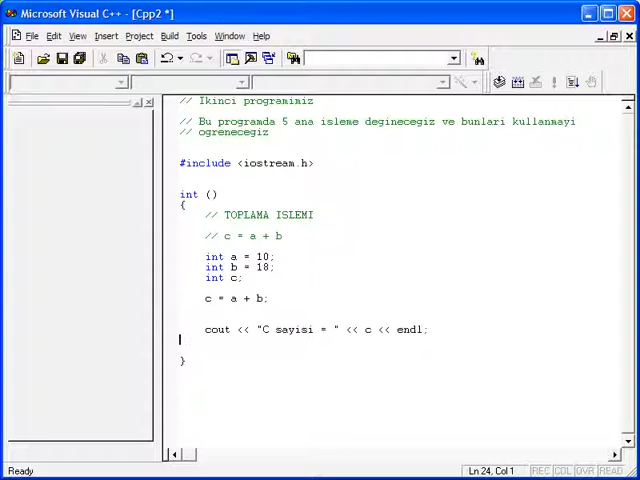 Microsoft Visual C++ - [Cpp2 *]
File Edit View Insert Project Build Tools Window Help
// Ikinci programimiz
// Bu programda 5 ana isleme deginecegiz ve bunlari kullanmayi
// ogrenecegiz
#include <iostream.h>
int ()
{
// TOPLAMA ISLEMI
// c = a + b
int a = 10;
int b = 18;
int c;
c = a + b;
cout << "C sayisi = " << c << endl;
}
Ready
Ln 24, Col 1
REC COL OVR READ